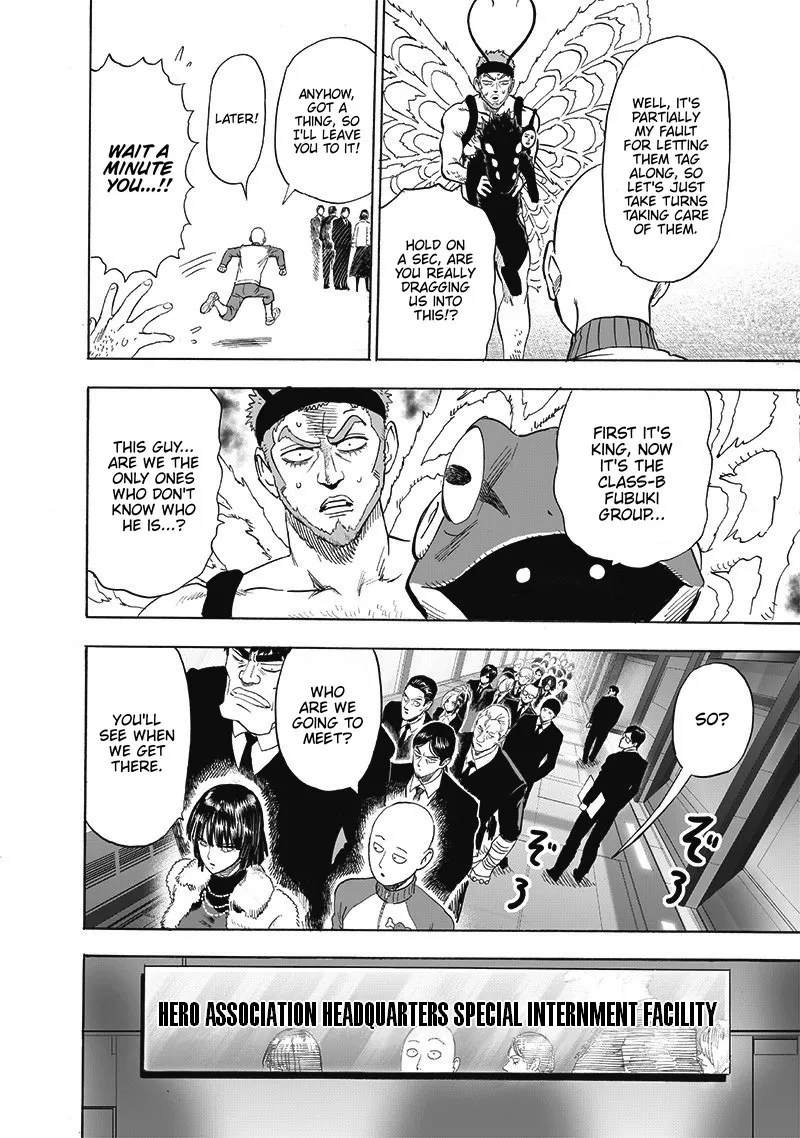 WELL, IT'S
PARTIALLY
MY FAULT
FOR LETTING
THEM TAG
ALONG, SO
LET'S JUST
TAKE TURNS
TAKING CARE
OF THEM.
HOLD ON
A SEC, ARE
YOU REALLY
DRAGGING
US INTO
THIS!?
ANYHOW,
GOT A
THING, SO
I'LL LEAVE
YOU TO IT!
LATER!
WAIT A
MINUTE
YOU...!!
FIRST IT'S
KING, NOW
IT'S THE
CLASS-B
FUBUKI
GROUP...
THIS GUY...
ARE WE THE
ONLY ONES
WHO DON'T
KNOW WHO
HE IS...?
SO?
WHO
ARE WE
GOING TO
MEET?
YOU'LL
SEE WHEN
WE GET
THERE.
ぞろ
ぞろ
HERO ASSOCIATION HEADQUARTERS SPECIAL INTERNMENT FACILITY